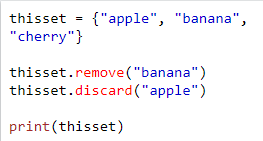 thisset = {"apple", "banana",
"cherry"}
thisset.remove("banana")
thisset.discard("apple")
print(thisset)